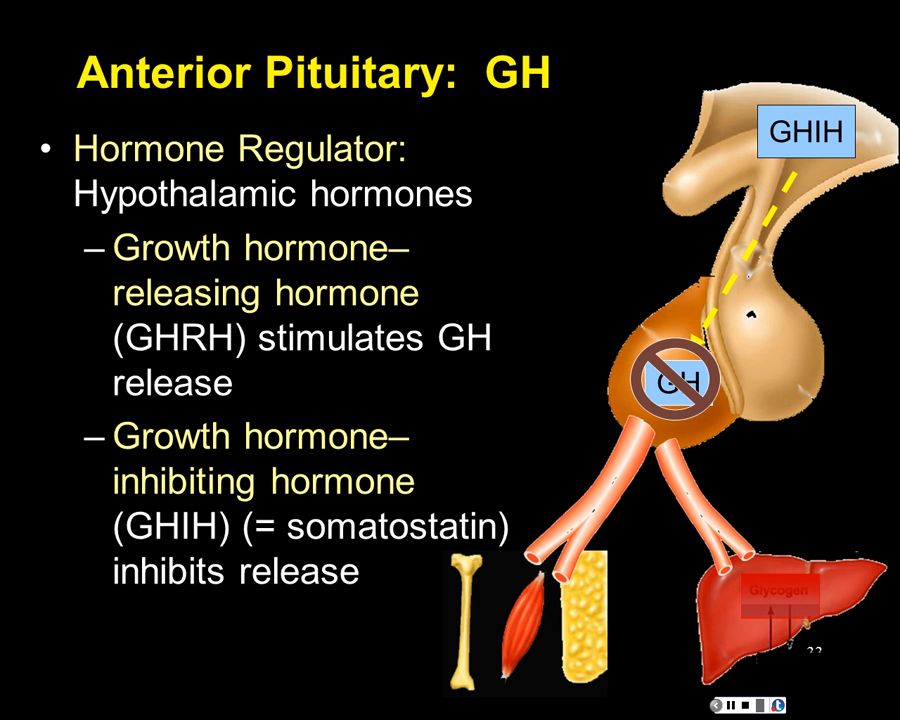 Anterior Pituitary: GH
• Hormone Regulator:
Hypothalamic hormones
– Growth hormone–
releasing hormone
(GHRH) stimulates GH
release
– Growth hormone–
inhibiting hormone
(GHIH) (= somatostatin)
inhibits release
GHIH
GH
Glycogen